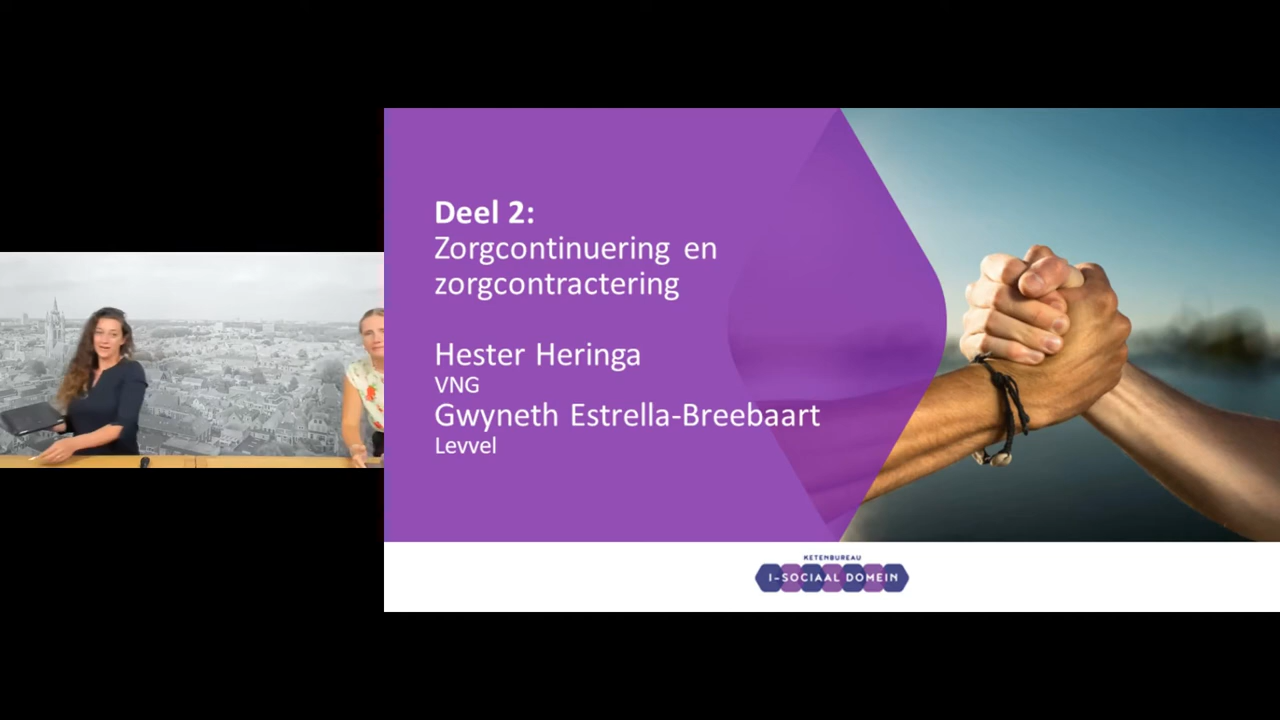 Deel 2:
Zorgcontinuering en
zorgcontractering
Hester Heringa
VNG
Gwyneth Estrella-Breebaart
Levvel
KETENBUREAU
I-SOCIAAL DOMEIN